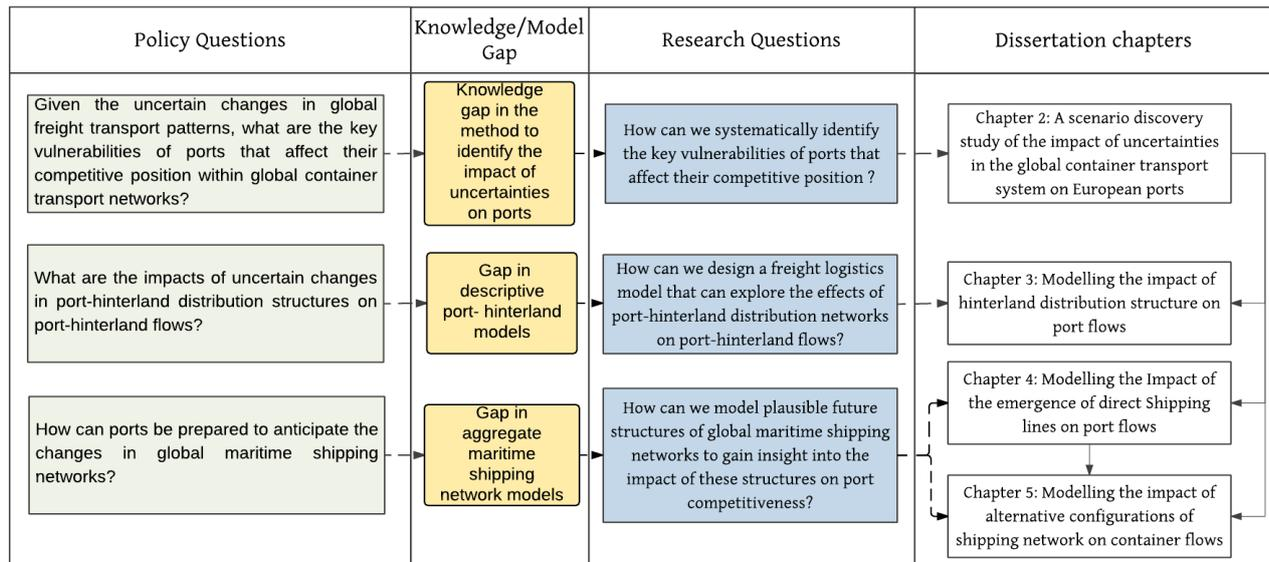 Policy Questions
Knowledge/Model
Gap
Research Questions
Dissertation chapters
Given the uncertain changes in global
freight transport patterns, what are the key
vulnerabilities of ports that affect their
competitive position within global container
transport networks?
Knowledge
gap in the
method to
identify the
impact of
uncertainties
on ports
How can we systematically identify
the key vulnerabilities of ports that
affect their competitive position ?
Chapter 2: A scenario discovery
study of the impact of uncertainties
in the global container transport
system on European ports
What are the impacts of uncertain changes
in port-hinterland distribution structures on
port-hinterland flows?
Gap in
descriptive
port- hinterland
models
How can we design a freight logistics
model that can explore the effects of
port-hinterland distribution networks
on port-hinterland flows?
Chapter 3: Modelling the impact of
hinterland distribution structure on
port flows
How can ports be prepared to anticipate the
changes in global maritime shipping
networks?
Gap in
aggregate
maritime
shipping
network models
How can we model plausible future
structures of global maritime shipping
networks to gain insight into the
impact of these structures on port
competitiveness?
Chapter 4: Modelling the Impact of
the emergence of direct Shipping
lines on port flows
Chapter 5: Modelling the impact of
alternative configurations of
shipping network on container flows